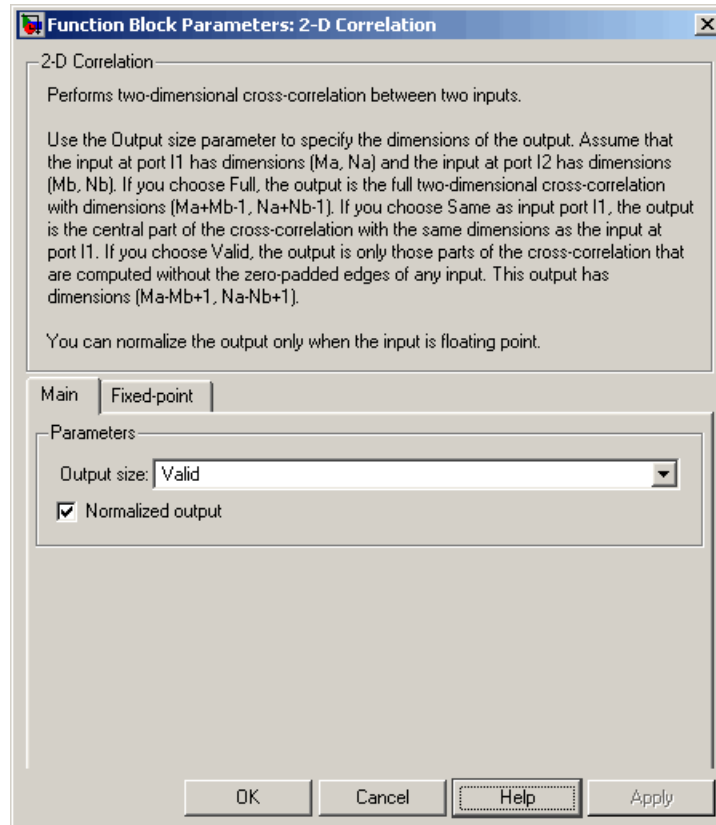 Function Block Parameters: 2-D Correlation
2-D Correlation
Performs two-dimensional cross-correlation between two inputs.
Use the Output size parameter to specify the dimensions of the output. Assume that
the input at port I1 has dimensions (Ma, Na) and the input at port I2 has dimensions
(Mb, Nb). If you choose Full, the output is the full two-dimensional cross-correlation
with dimensions (Ma+Mb-1, Na+Nb-1). If you choose Same as input port I1, the output
is the central part of the cross-correlation with the same dimensions as the input at
port I1. If you choose Valid, the output is only those parts of the cross-correlation that
are computed without the zero-padded edges of any input. This output has
dimensions (Ma-Mb+1, Na-Nb+1).
You can normalize the output only when the input is floating point.
Main Fixed-point
Parameters
Output size: Valid
Normalized output
OK Cancel Help Apply